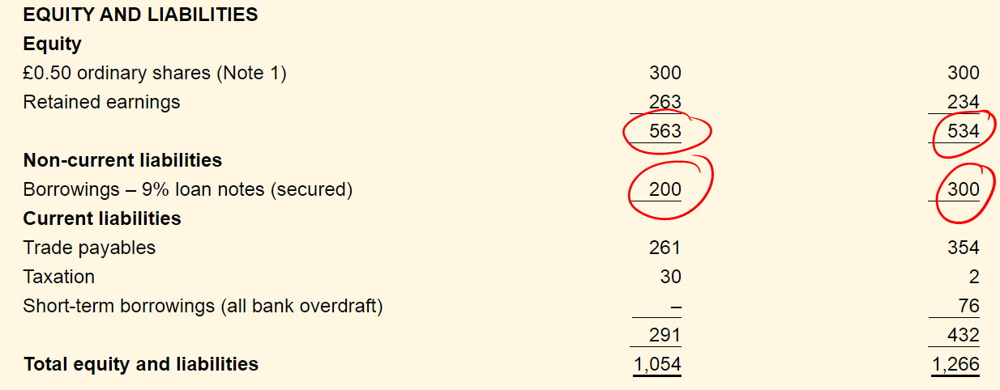 EQUITY AND LIABILITIES
Equity
£0.50 ordinary shares (Note 1) 300 300
Retained earnings 263 234
563 534
Non-current liabilities
Borrowings – 9% loan notes (secured) 200 300
Current liabilities
Trade payables 261 354
Taxation 30 2
Short-term borrowings (all bank overdraft) – 76
291 432
Total equity and liabilities 1,054 1,266